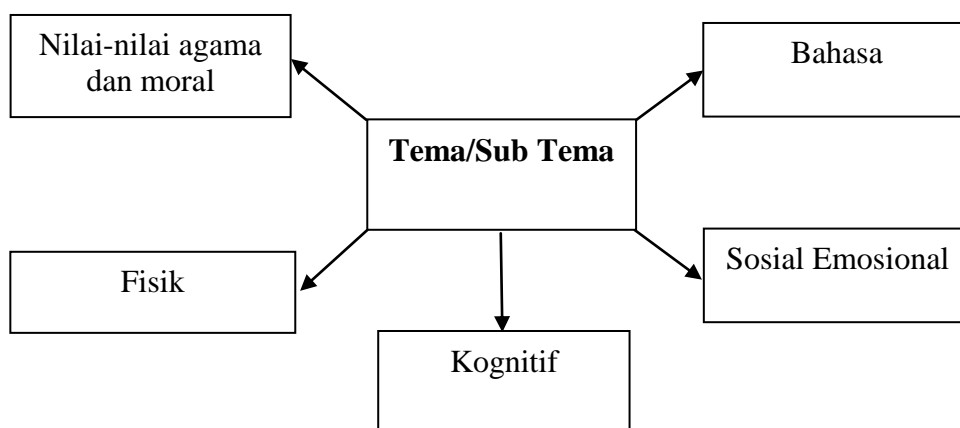 Nilai-nilai agama
dan moral
Bahasa
Tema/Sub Tema
Fisik
Sosial Emosional
Kognitif